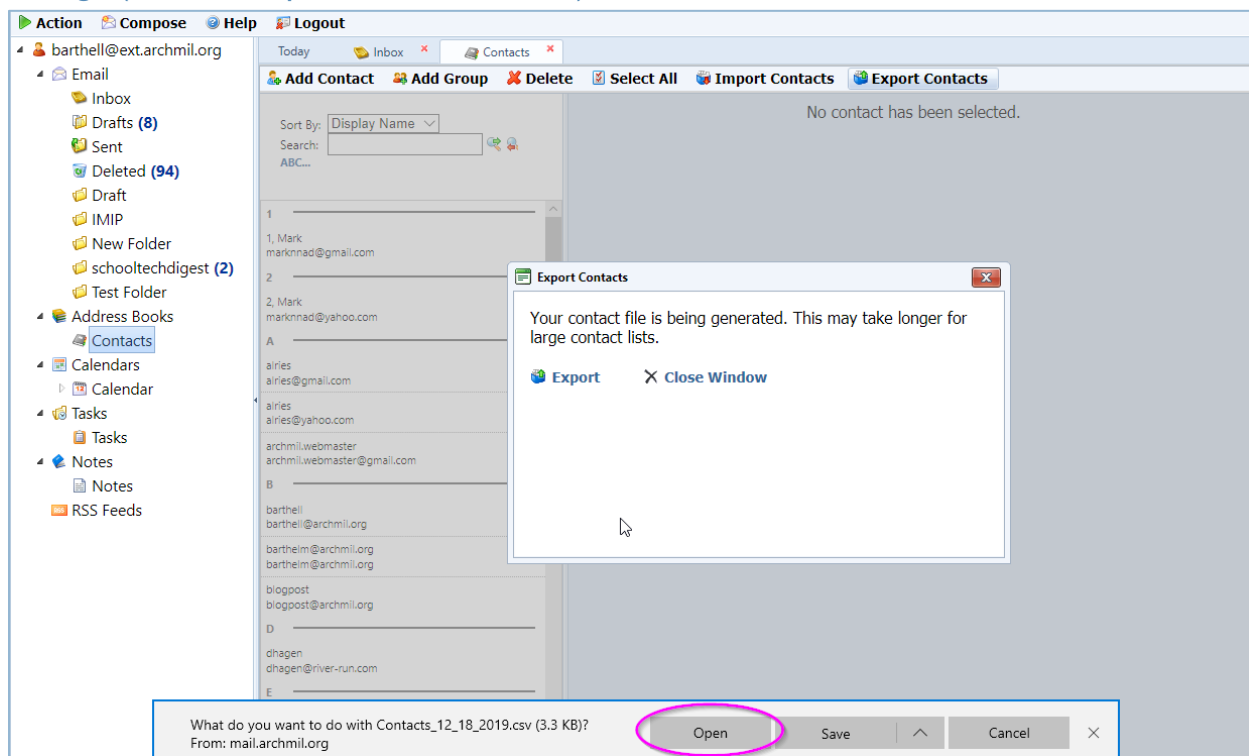 Action Compose Help Logout
barthell@ext.archmil.org
Email
Inbox
Drafts (8)
Sent
Deleted (94)
Draft
IMIP
New Folder
schooltechdigest (2)
Test Folder
Address Books
Contacts
Calendars
Calendar
Tasks
Tasks
Notes
Notes
RSS Feeds
Today Inbox Contacts
Add Contact Add Group Delete Select All Import Contacts Export Contacts
Sort By: Display Name
Search:
ABC...
1
1, Mark
marknnad@gmail.com
2
2, Mark
marknnad@yahoo.com
A
airies
airies@gmail.com
airies
airies@yahoo.com
archmil.webmaster
archmil.webmaster@gmail.com
B
barthell
barthell@archmil.org
barthelm@archmil.org
barthelm@archmil.org
blogpost
blogpost@archmil.org
D
dhagen
dhagen@river-run.com
E
No contact has been selected.
Export Contacts
Your contact file is being generated. This may take longer for
large contact lists.
Export Close Window
What do you want to do with Contacts_12_18_2019.csv (3.3 KB)?
From: mail.archmil.org
Open Save Cancel